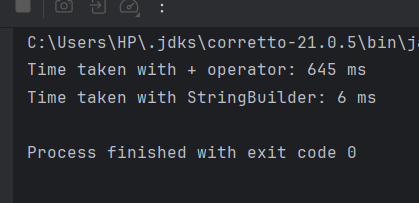 :
C:\Users\HP\.jdks\corretto-21.0.5\bin\j
Time taken with + operator: 645 ms
Time taken with StringBuilder: 6 ms
Process finished with exit code 0